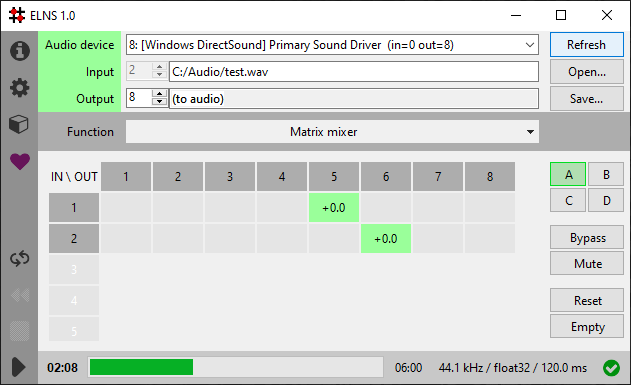 ELNS 1.0
Audio device 8: [Windows DirectSound] Primary Sound Driver (in=0 out=8) Refresh
Input 2 C:/Audio/test.wav Open...
Output 8 (to audio) Save...
Function Matrix mixer
IN \ OUT 1 2 3 4 5 6 7 8 A B
1 +0.0 C D
2 +0.0 Bypass
3 Mute
4 Reset
5 Empty
02:08 06:00 44.1 kHz / float32 / 120.0 ms